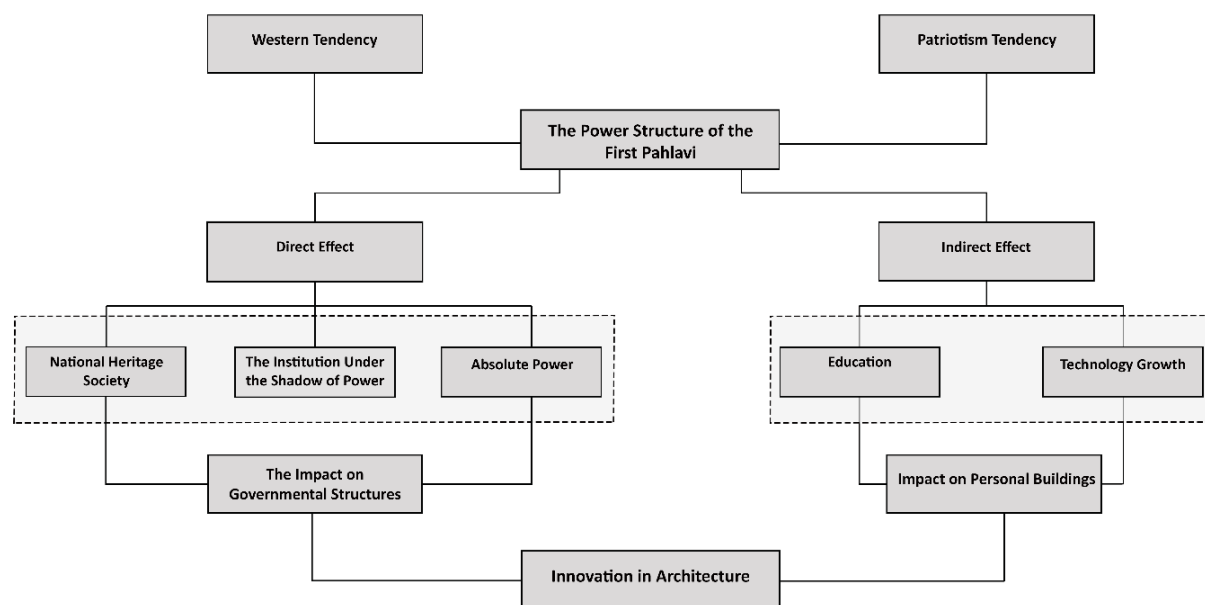 Western Tendency
Patriotism Tendency
The Power Structure of the
First Pahlavi
Direct Effect
Indirect Effect
National Heritage
Society
The Institution Under
the Shadow of Power
Absolute Power
Education
Technology Growth
The Impact on
Governmental Structures
Impact on Personal Buildings
Innovation in Architecture